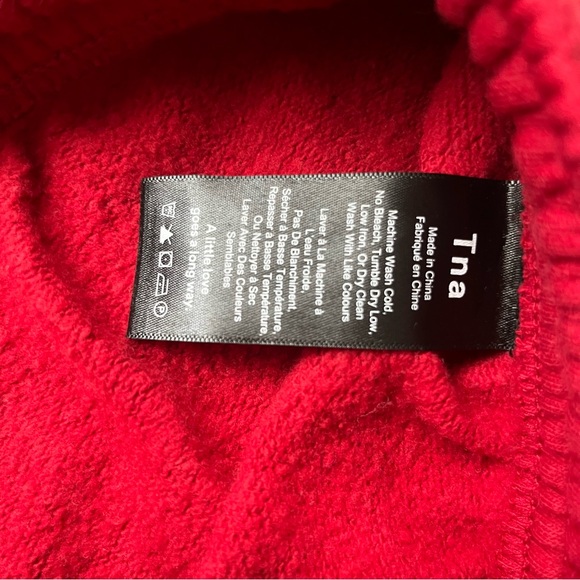 Tna
Made in China
Fabriqué en Chine
Machine Wash Cold,
No Bleach, Tumble Dry Low,
Low Iron, Or Dry Clean
Wash With Like Colours
Laver à La Machine à
L'eau Froide,
Pas De Blanchiment,
Sécher à Basse Température,
Repasser à Basse Température,
Ou Nettoyer à Sec
Laver Avec Des Couleurs
Semblables
A little love
goes a long way.